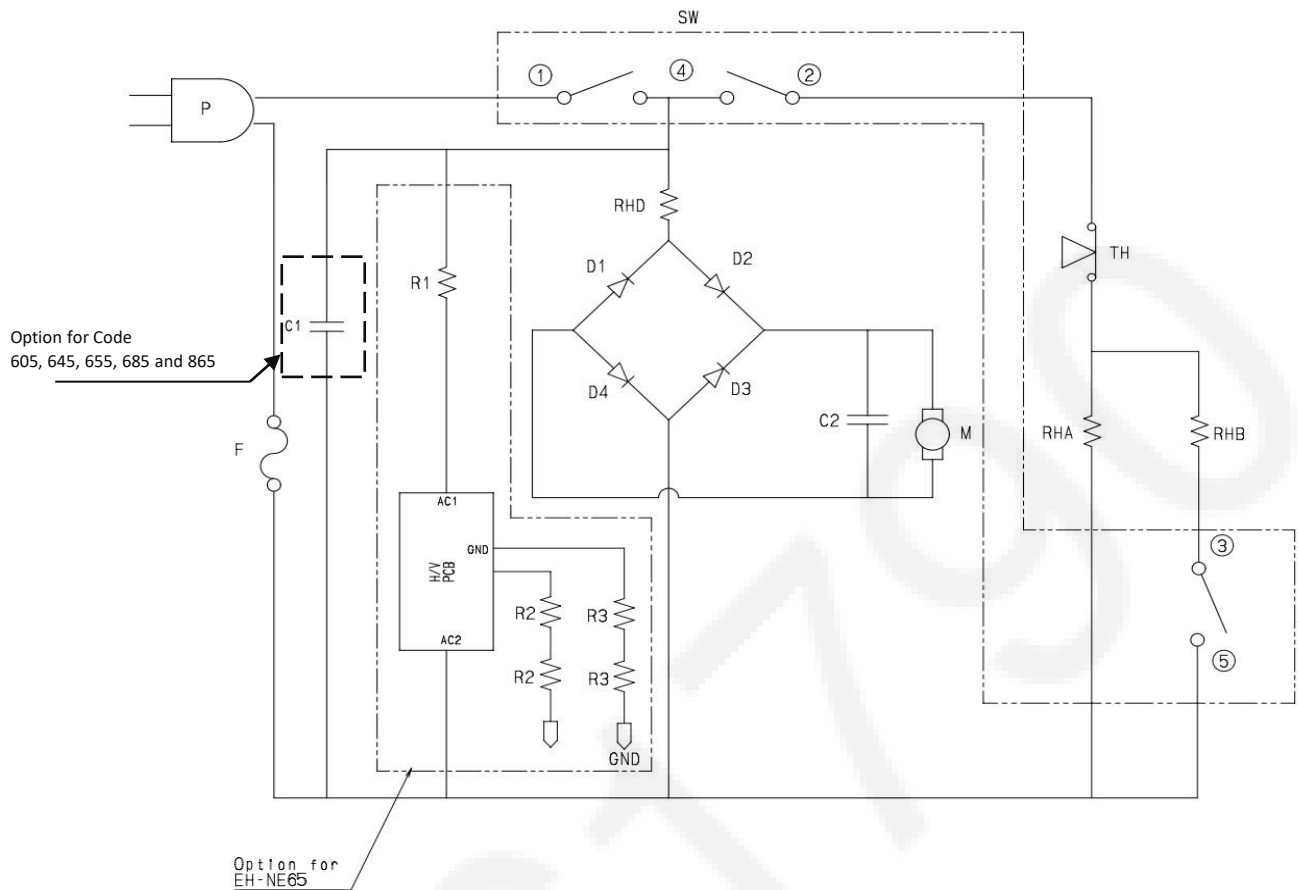 SW
P
①
④
②
RHD
D1
D2
R1
TH
Option for Code
605, 645, 655, 685 and 865
C1
D4
D3
C2
M
F
RHA
RHB
AC1
GND
H/V
PCB
③
R2
R3
AC2
R2
R3
⑤
GND
Option for
EH-NE65